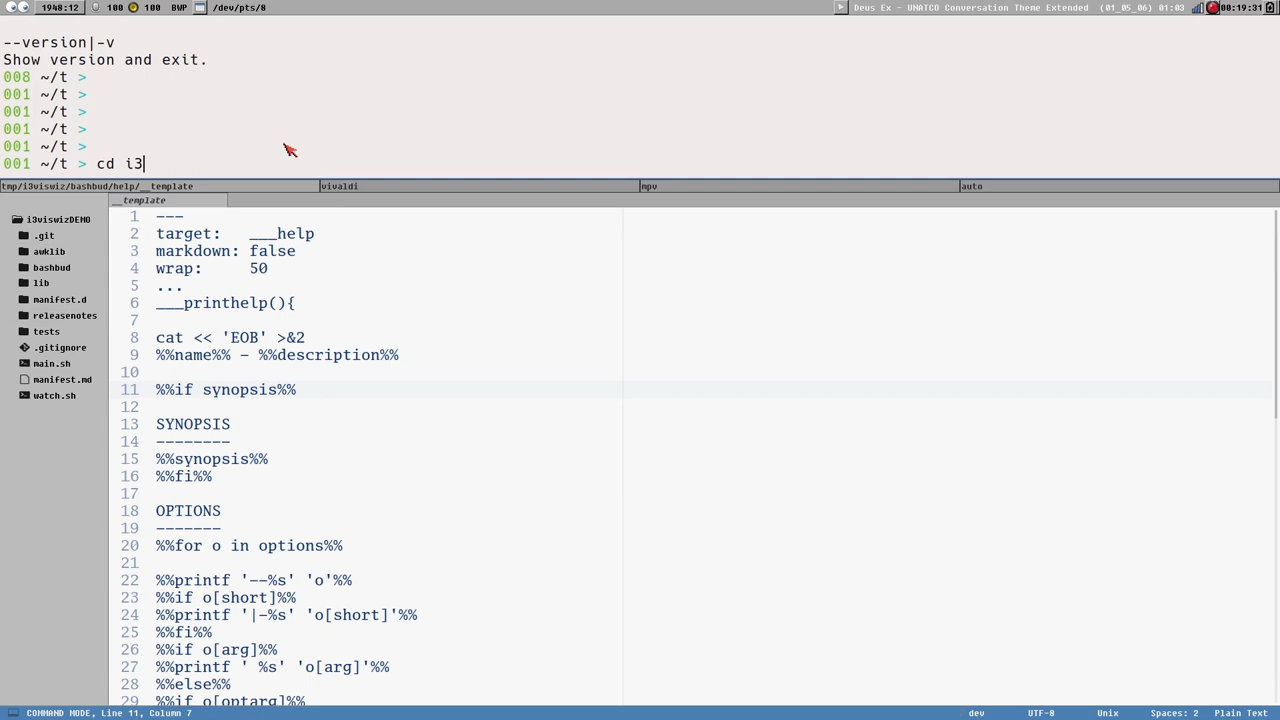 1948:12 100 100 BWP /dev/pts/8 Deus Ex - UNATCO Conversation Theme Extended (01_05_06) 01:03 00:19:31
--version|-v
Show version and exit.
008 ~/t >
001 ~/t >
001 ~/t >
001 ~/t >
001 ~/t >
001 ~/t > cd i3
tmp/i3viswiz/bashbud/help/__template vivaldi mpv auto
__template
i3viswizDEMO
.git
awklib
bashbud
lib
manifest.d
releasenotes
tests
.gitignore
main.sh
manifest.md
watch.sh
1 ---
2 target:   ___help
3 markdown: false
4 wrap:     50
5 ...
6 ___printhelp(){
7
8 cat << 'EOB' >&2
9 %%name%% - %%description%%
10
11 %%if synopsis%%
12
13 SYNOPSIS
14 --------
15 %%synopsis%%
16 %%fi%%
17
18 OPTIONS
19 -------
20 %%for o in options%%
21
22 %%printf '--%s' 'o'%%
23 %%if o[short]%%
24 %%printf '|-%s' 'o[short]'%%
25 %%fi%%
26 %%if o[arg]%%
27 %%printf ' %s' 'o[arg]'%%
28 %%else%%
29 %%if o[optarg]%%
COMMAND MODE, Line 11, Column 7 dev UTF-8 Unix Spaces: 2 Plain Text